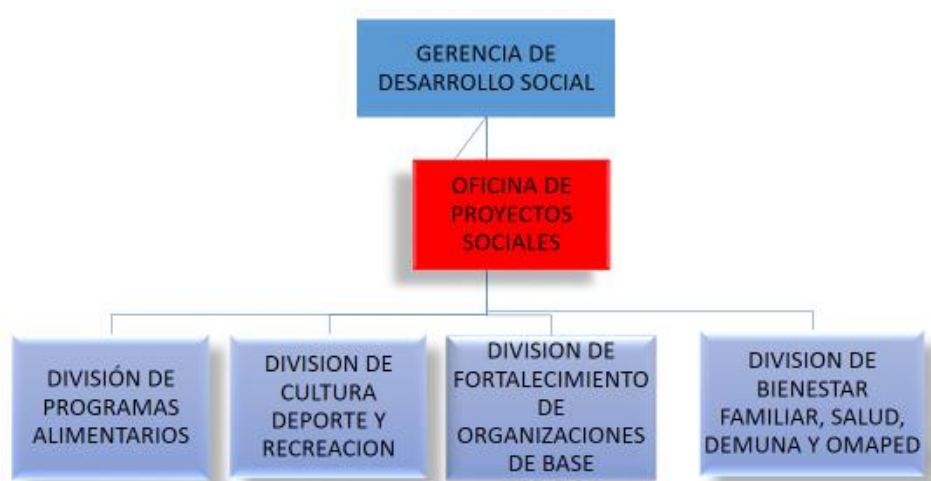 GERENCIA DE
DESARROLLO SOCIAL
OFICINA DE
PROYECTOS
SOCIALES
DIVISIÓN DE
PROGRAMAS
ALIMENTARIOS
DIVISION DE
CULTURA
DEPORTE Y
RECREACION
DIVISION DE
FORTALECIMIENTO
DE
ORGANIZACIONES
DE BASE
DIVISION DE
BIENESTAR
FAMILIAR, SALUD,
DEMUNA Y OMAPED